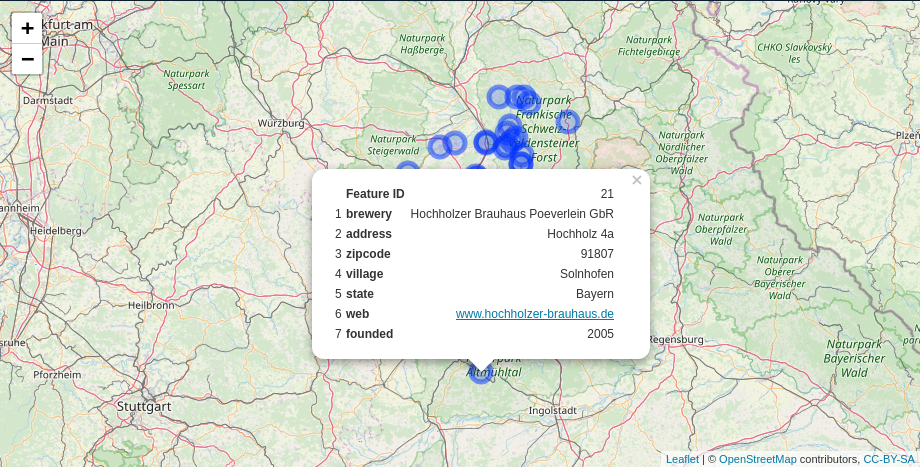 Karlovy Vary
+
−
kfurt am
Main
Naturpark
Haßberge
Naturpark
Fichtelgebirge
CHKO Slavkovský
les
Naturpark
Spessart
Darmstadt
Würzburg
Naturpark
Fränkische
Schweiz -
Veldensteiner
Forst
Naturpark
Steigerwald
Naturpark
Nördlicher
Oberpfälzer
Wald
Plzeň
annheim
Heidelberg
Naturpark
Oberpfälzer
Wald
Naturpark
Oberer
Bayerischer
Wald
Heilbronn
sruhe
Pforzheim
Stuttgart
×
Feature ID 21
1 brewery Hochholzer Brauhaus Poeverlein GbR
2 address Hochholz 4a
3 zipcode 91807
4 village Solnhofen
5 state Bayern
6 web www.hochholzer-brauhaus.de
7 founded 2005
Regensburg
Naturpark
Bayerischer
Wald
Altmühltal
Ingolstadt
Leaflet | © OpenStreetMap contributors, CC-BY-SA